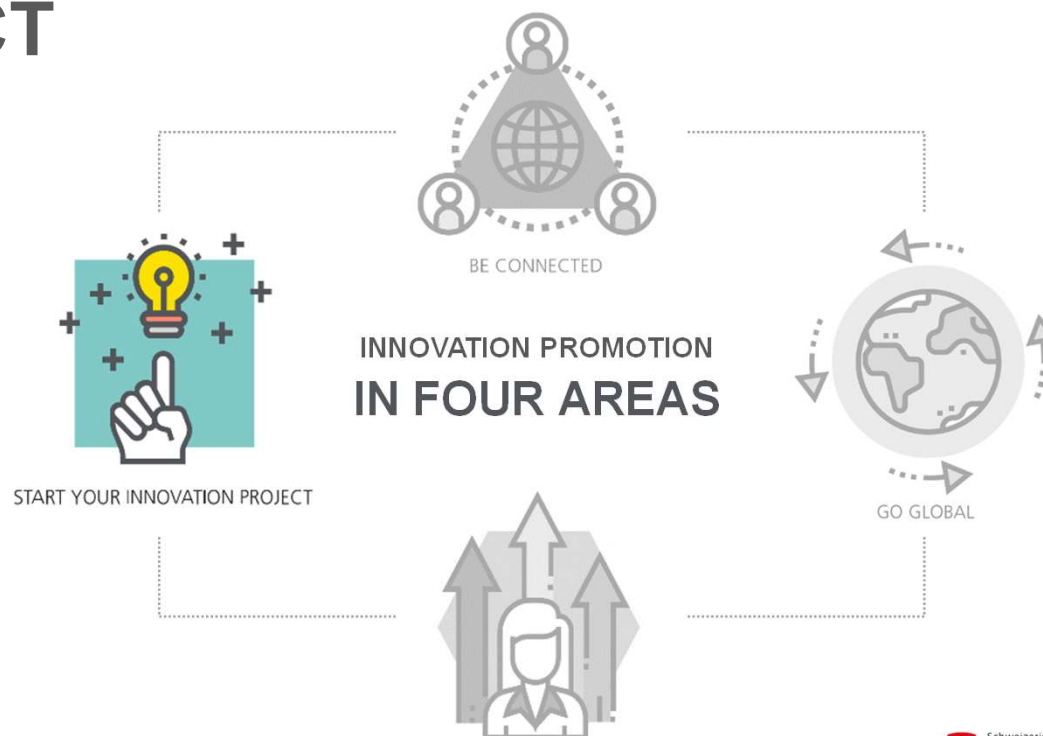 CT
BE CONNECTED
INNOVATION PROMOTION
IN FOUR AREAS
START YOUR INNOVATION PROJECT
GO GLOBAL